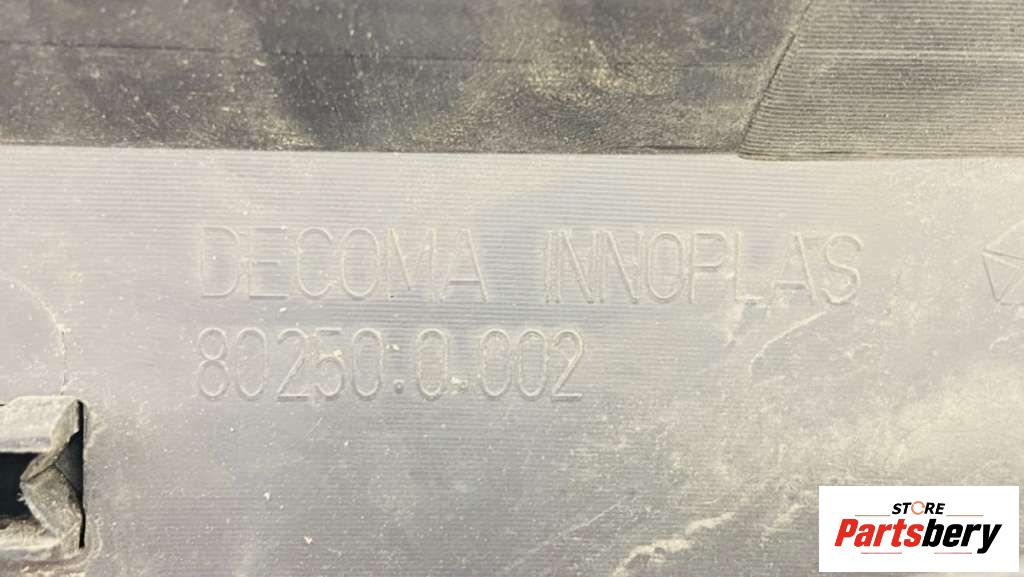 DECOMA INNOPLAS
80250.0.002
STORE
Partsbery